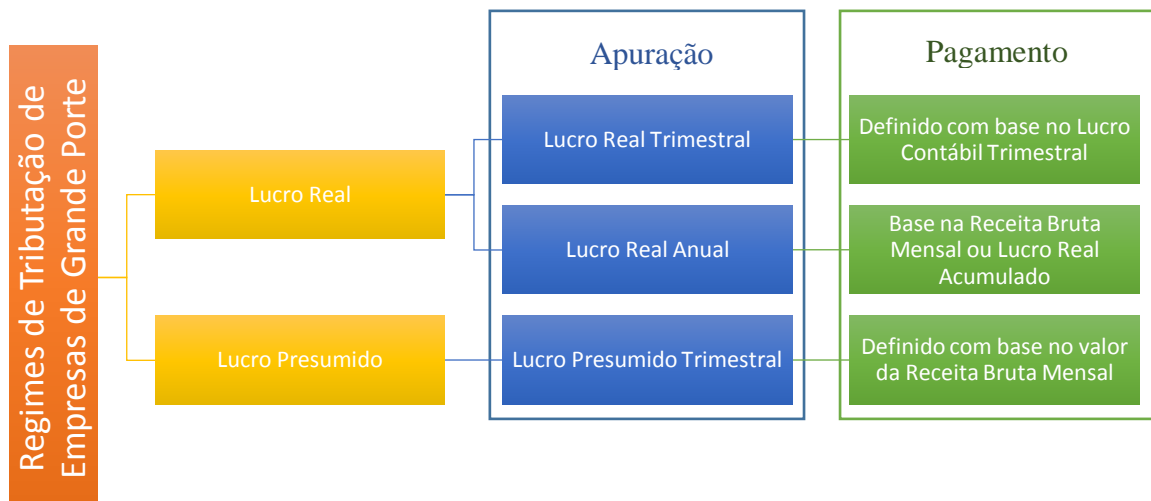 Regimes de Tributação de
Empresas de Grande Porte
Lucro Real
Lucro Presumido
Apuração
Lucro Real Trimestral
Lucro Real Anual
Lucro Presumido Trimestral
Pagamento
Definido com base no Lucro
Contábil Trimestral
Base na Receita Bruta
Mensal ou Lucro Real
Acumulado
Definido com base no valor
da Receita Bruta Mensal